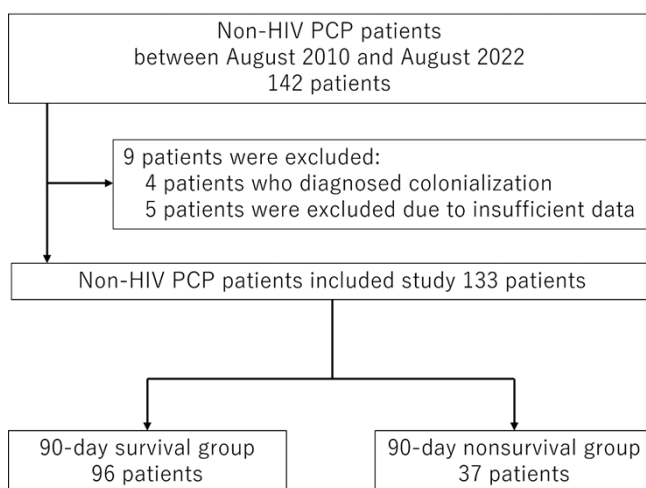 Non-HIV PCP patients
between August 2010 and August 2022
142 patients
9 patients were excluded:
4 patients who diagnosed colonialization
5 patients were excluded due to insufficient data
Non-HIV PCP patients included study 133 patients
90-day survival group
96 patients
90-day nonsurvival group
37 patients